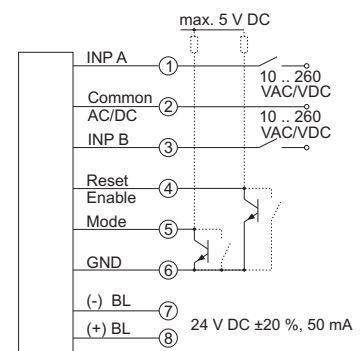 max. 5 V DC
INP A
1
10 .. 260
VAC/VDC
Common
2
AC/DC
10 .. 260
VAC/VDC
INP B
3
Reset
4
Enable
Mode
5
GND
6
(-) BL
7
24 V DC ±20 %, 50 mA
(+) BL
8